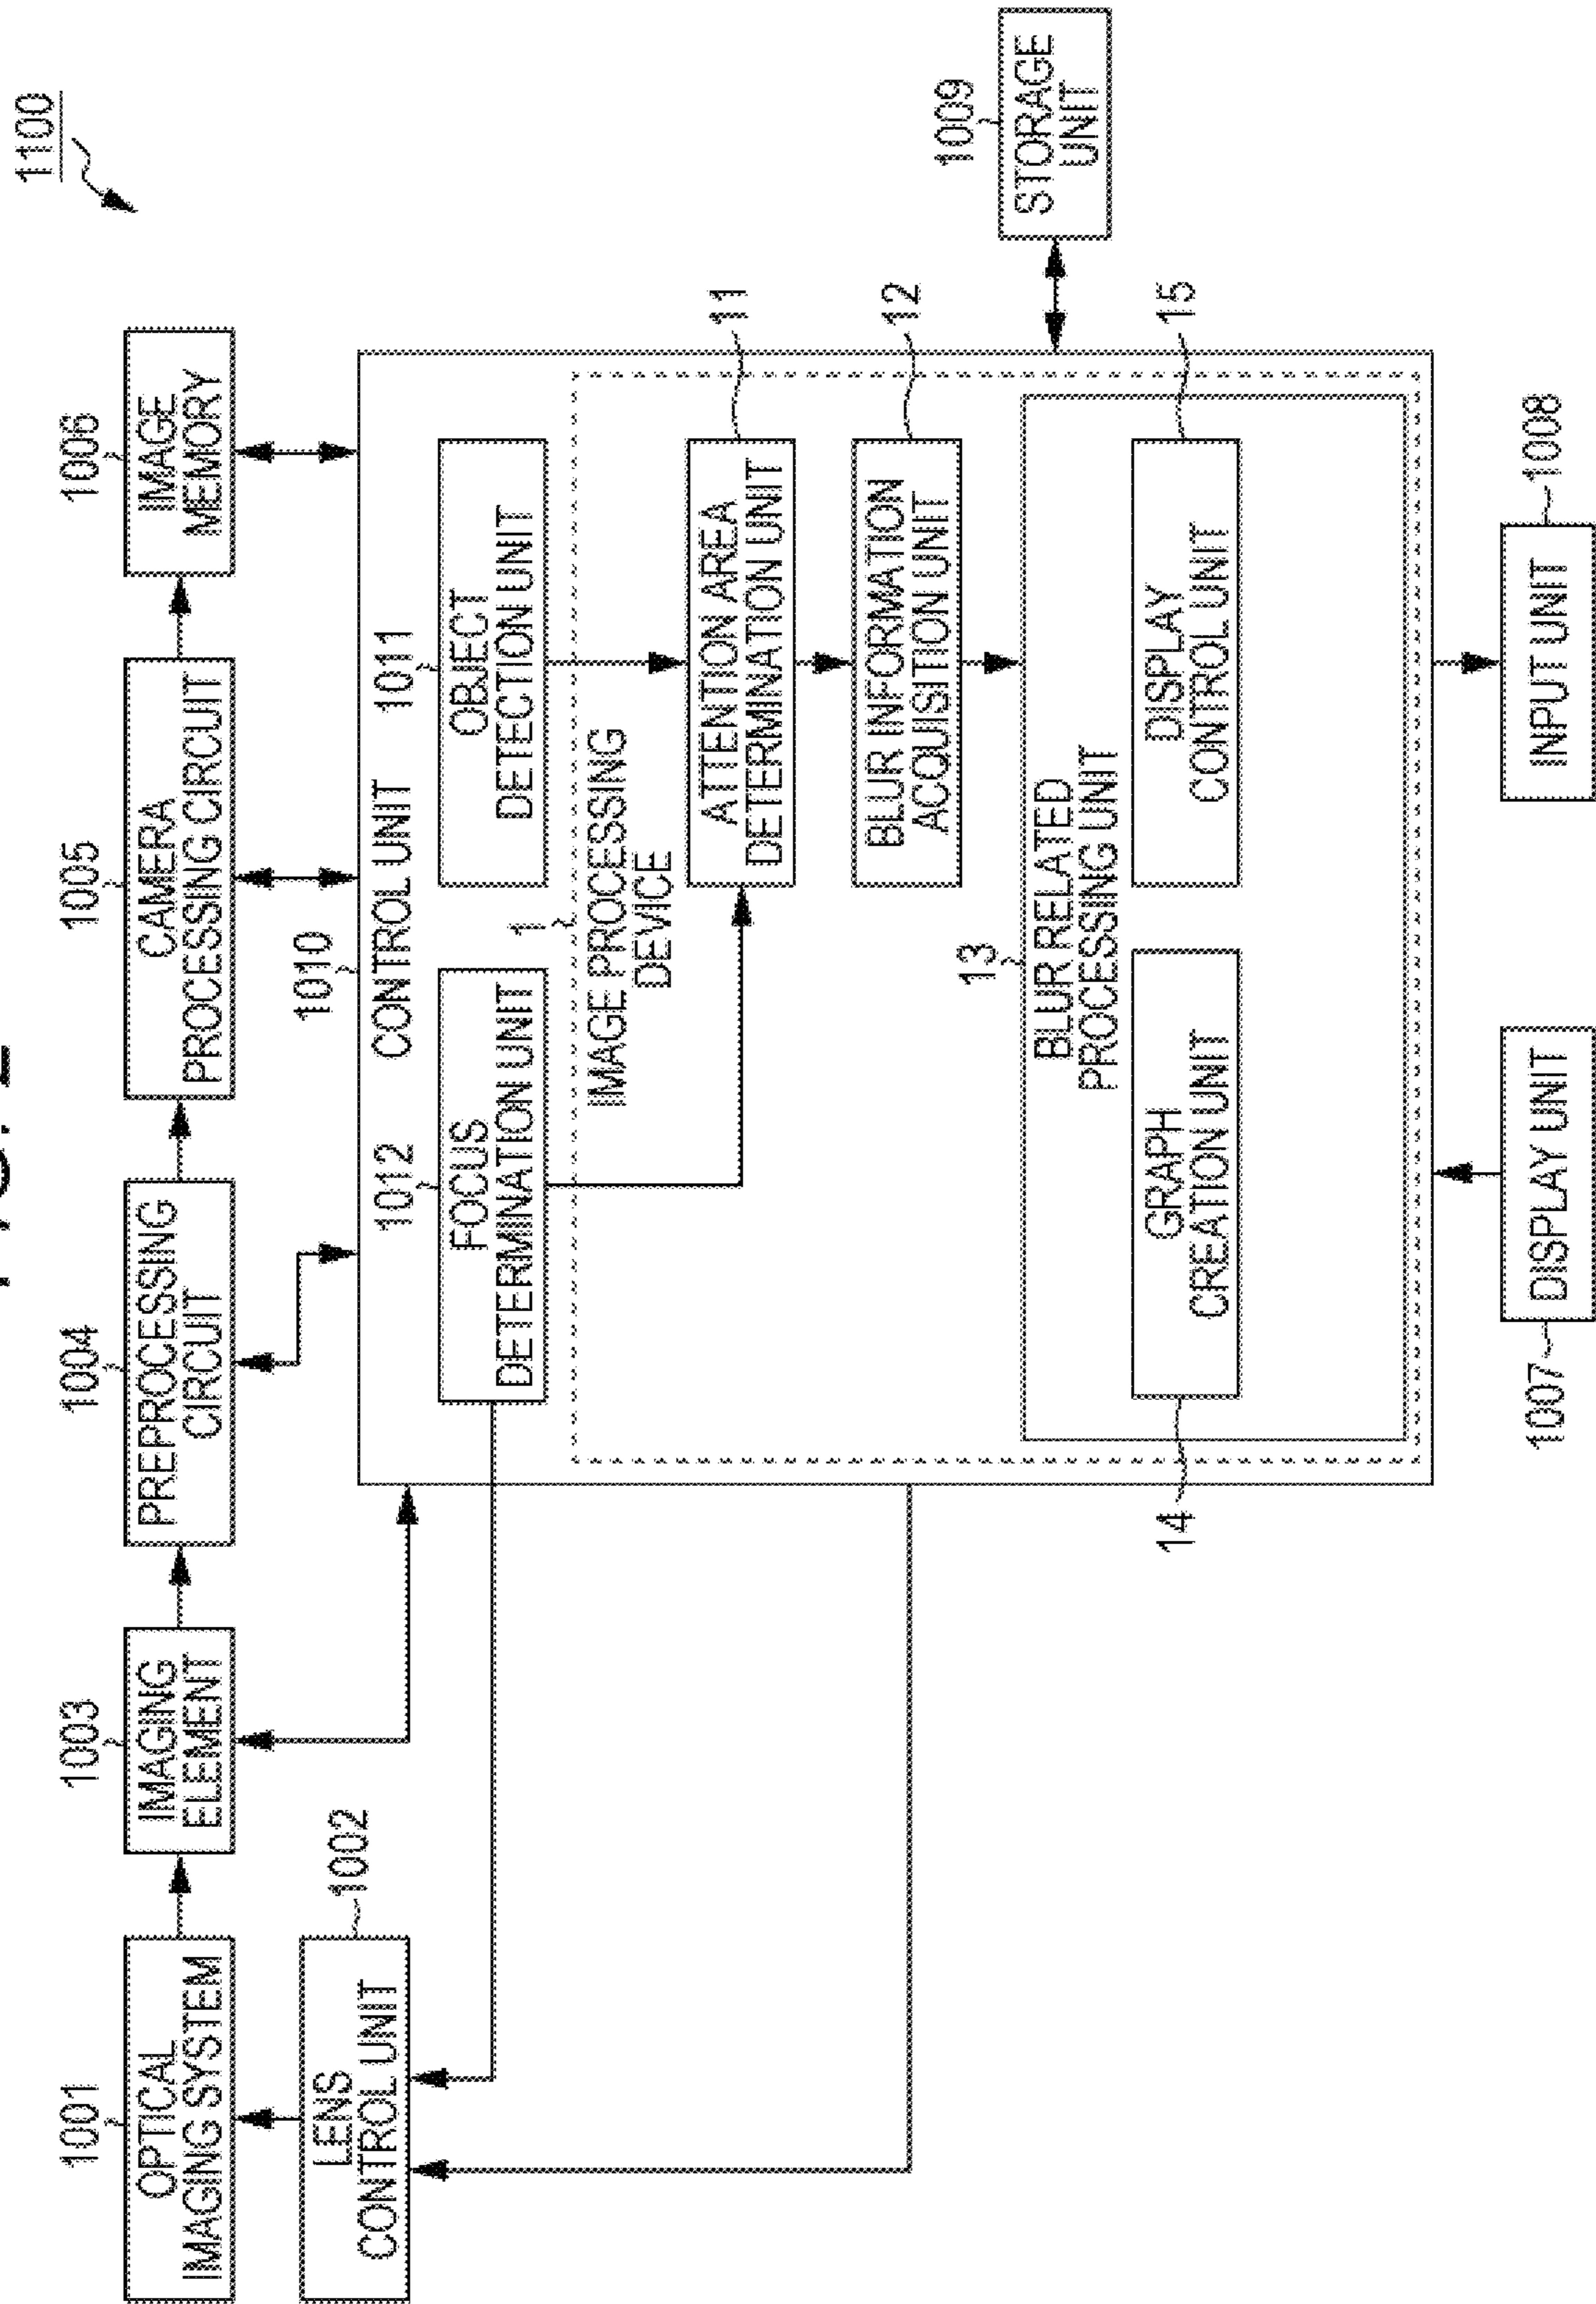 1100
1001
OPTICAL
IMAGING SYSTEM
1003
IMAGING
ELEMENT
1004
PREPROCESSING
CIRCUIT
1005
CAMERA
PROCESSING CIRCUIT
1006
IMAGE
MEMORY
1002
LENS
CONTROL UNIT
1010
CONTROL UNIT
1012
FOCUS
DETERMINATION UNIT
1011
OBJECT
DETECTION UNIT
1
IMAGE PROCESSING
DEVICE
ATTENTION AREA
DETERMINATION UNIT
11
BLUR INFORMATION
ACQUISITION UNIT
12
13
BLUR RELATED
PROCESSING UNIT
14
GRAPH
CREATION UNIT
DISPLAY
CONTROL UNIT
15
1009
STORAGE
UNIT
1007
DISPLAY UNIT
INPUT UNIT
1008